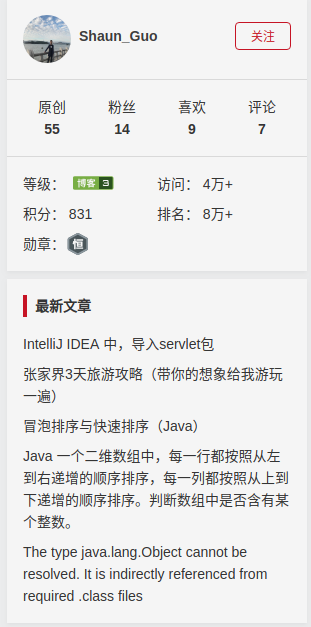 Shaun_Guo
关注
原创 粉丝 喜欢 评论
55 14 9 7
等级： 博客 3 访问： 4万+
积分： 831 排名： 8万+
勋章： 恒
最新文章
IntelliJ IDEA 中，导入servlet包
张家界3天旅游攻略（带你的想象给我游玩
一遍）
冒泡排序与快速排序（Java）
Java 一个二维数组中，每一行都按照从左
到右递增的顺序排序，每一列都按照从上到
下递增的顺序排序。判断数组中是否含有某
个整数。
The type java.lang.Object cannot be
resolved. It is indirectly referenced from
required .class files